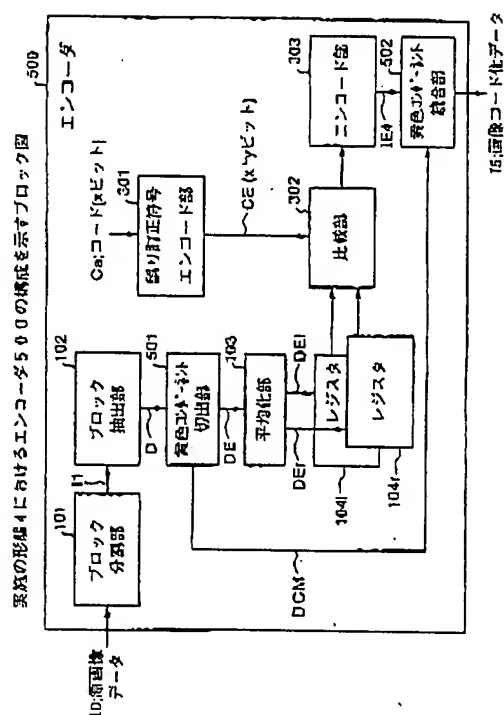 実施の形態4におけるエンコーダ500の構成を示すブロック図
500
エンコーダ
ID;原画像
データ
101
ブロック
分割部
I1
102
ブロック
抽出部
D
501
黄色コンポーネント
切出部
DE
103
平均化部
DEl
DEr
レジスタ
レジスタ
104l
104r
DCM
Ca;コード(xビット)
301
誤り訂正符号
エンコード部
CE(x+yビット)
302
比較部
303
エンコード部
IE4
502
黄色コンポーネント
統合部
I5;画像コード化データ